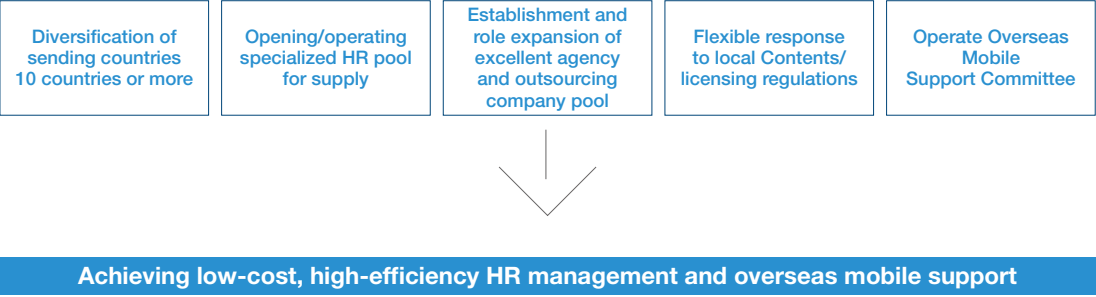 Diversification of
sending countries
10 countries or more
Opening/operating
specialized HR pool
for supply
Establishment and
role expansion of
excellent agency
and outsourcing
company pool
Flexible response
to local Contents/
licensing regulations
Operate Overseas
Mobile
Support Committee
Achieving low-cost, high-efficiency HR management and overseas mobile support